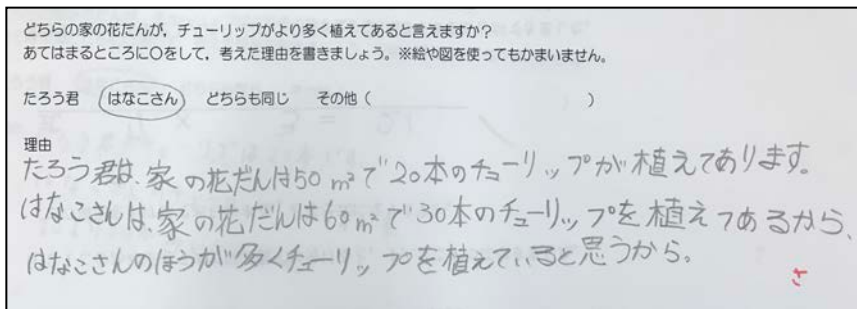 どちらの家の花だんが，チューリップがより多く植えてあると言えますか？
あてはまるところに○をして，考えた理由を書きましょう。※絵や図を使ってもかまいません。
たろう君　はなこさん　どちらも同じ　その他（　　　　　　　　　　）
理由
たろう君は、家の花だんは50㎡で20本のチューリップが植えてあります。
はなこさんは、家の花だんは60㎡で30本のチューリップを植えてあるから、
はなこさんのほうが多くチューリップを植えていると思うから。
さ